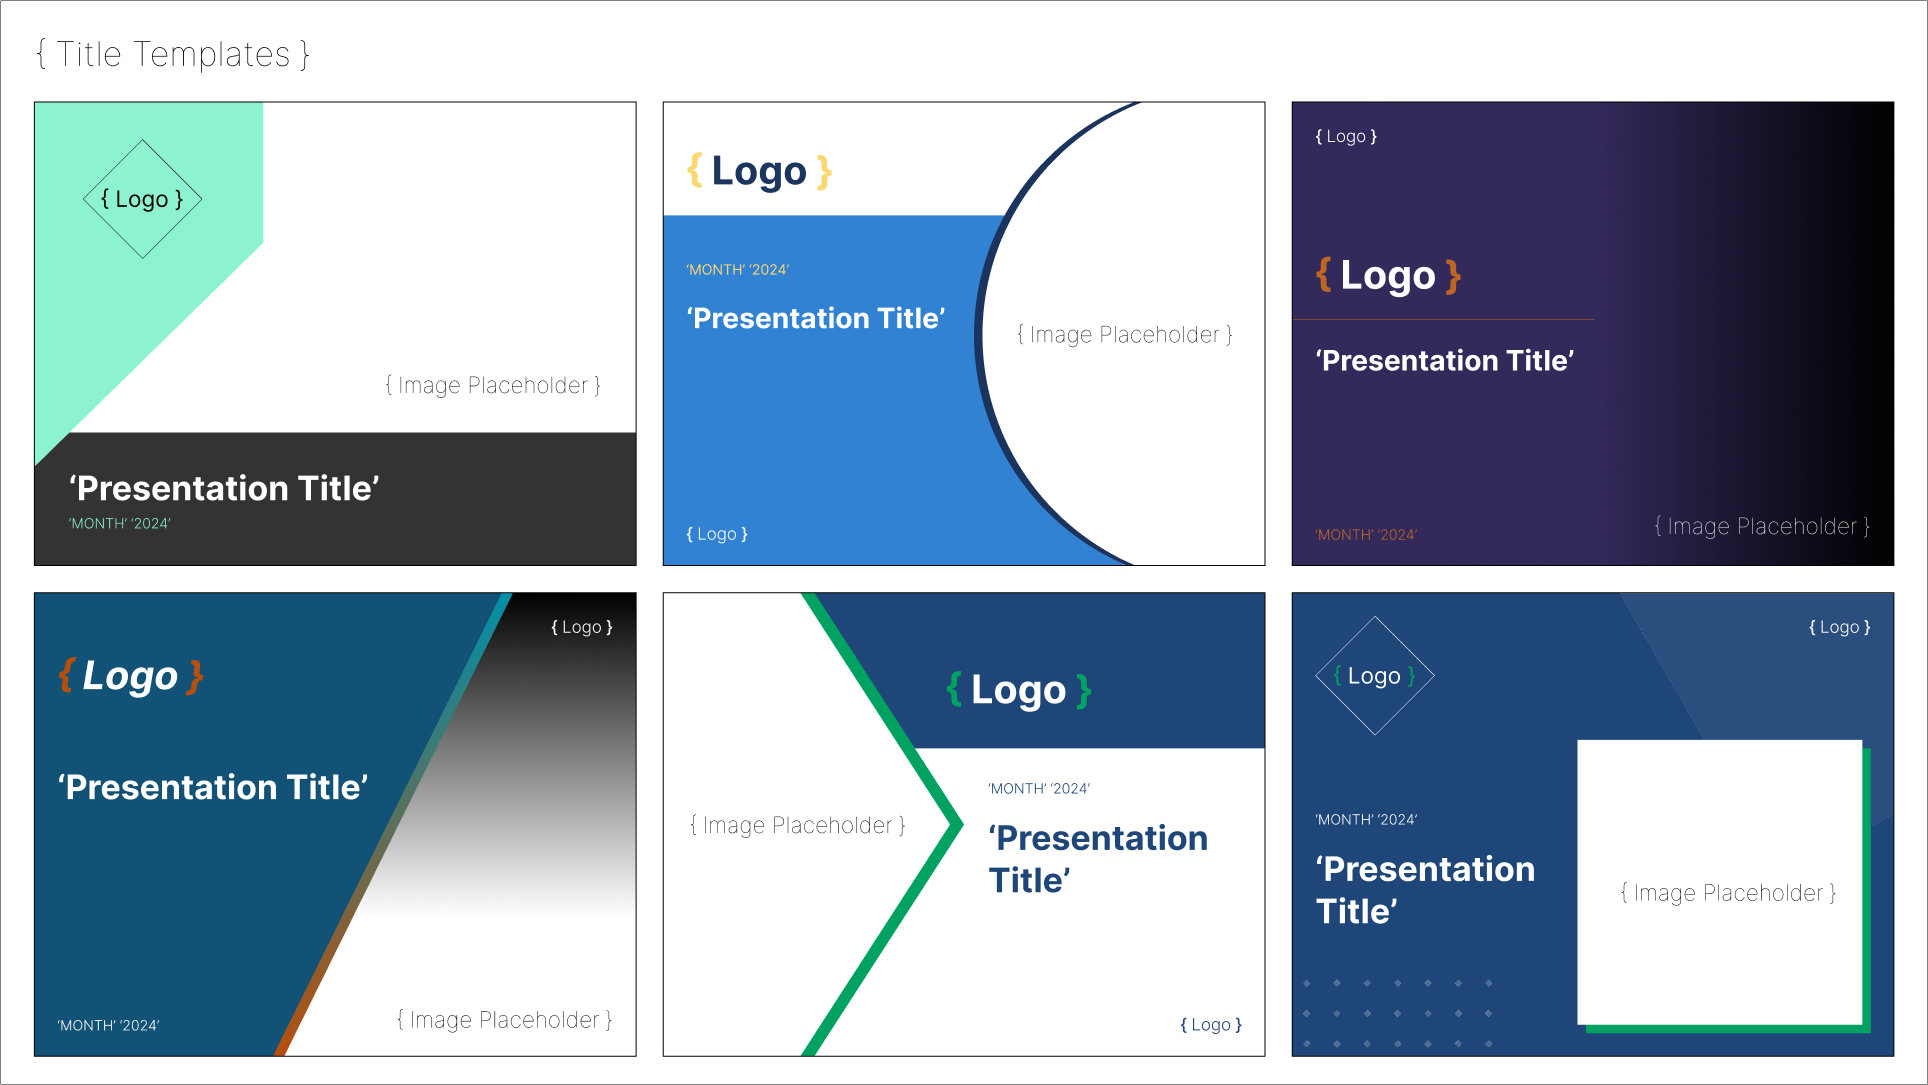 { Title Templates }
{ Logo }
{ Image Placeholder }
‘Presentation Title’
‘MONTH’ ‘2024’
{ Logo }
‘MONTH’ ‘2024’
‘Presentation Title’
{ Image Placeholder }
{ Logo }
{ Logo }
{ Logo }
‘Presentation Title’
{ Image Placeholder }
‘MONTH’ ‘2024’
{ Logo }
{ Logo }
‘Presentation Title’
{ Image Placeholder }
‘MONTH’ ‘2024’
{ Logo }
‘MONTH’ ‘2024’
{ Image Placeholder }
‘Presentation
Title’
{ Logo }
{ Logo }
{ Logo }
‘MONTH’ ‘2024’
‘Presentation
Title’
{ Image Placeholder }